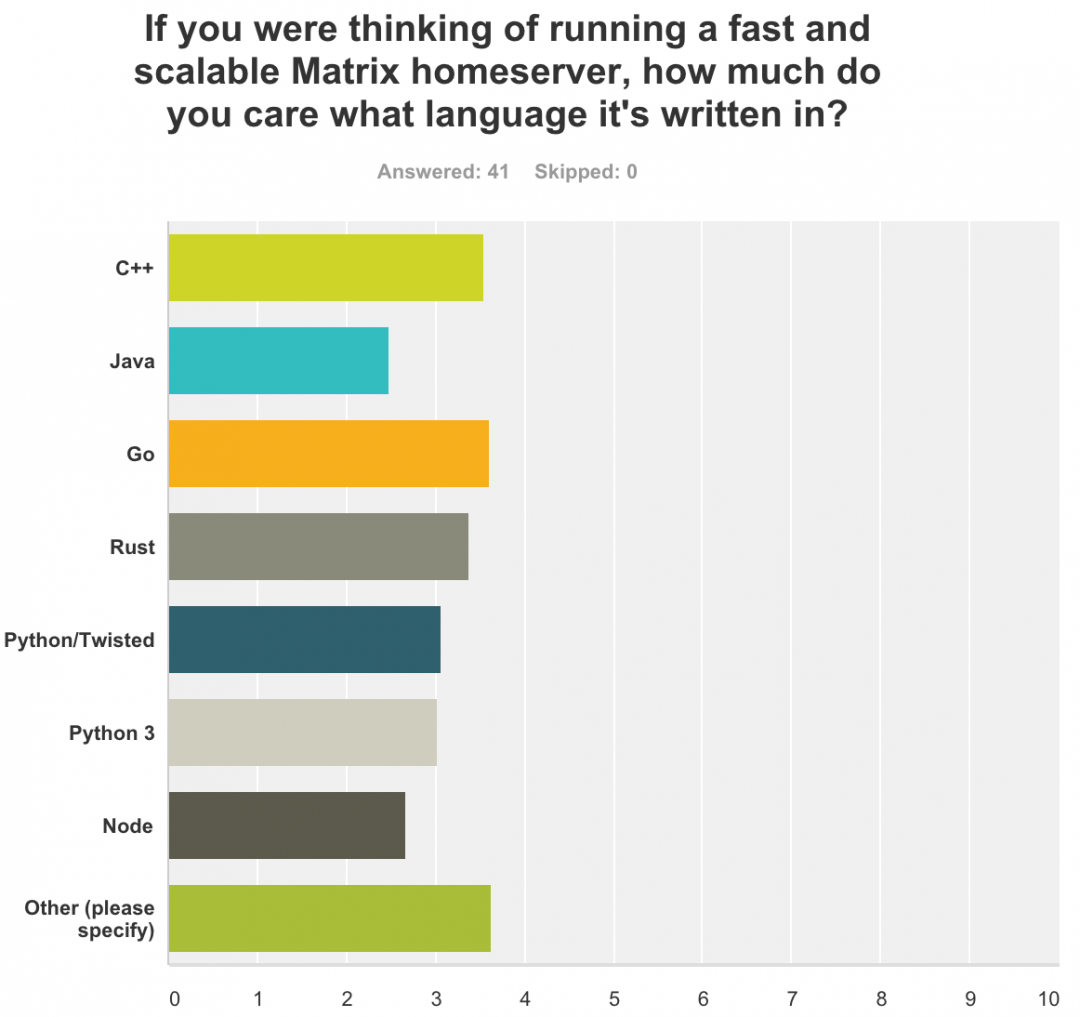 If you were thinking of running a fast and
scalable Matrix homeserver, how much do
you care what language it's written in?
Answered: 41 Skipped: 0
C++
Java
Go
Rust
Python/Twisted
Python 3
Node
Other (please
specify)
0 1 2 3 4 5 6 7 8 9 10